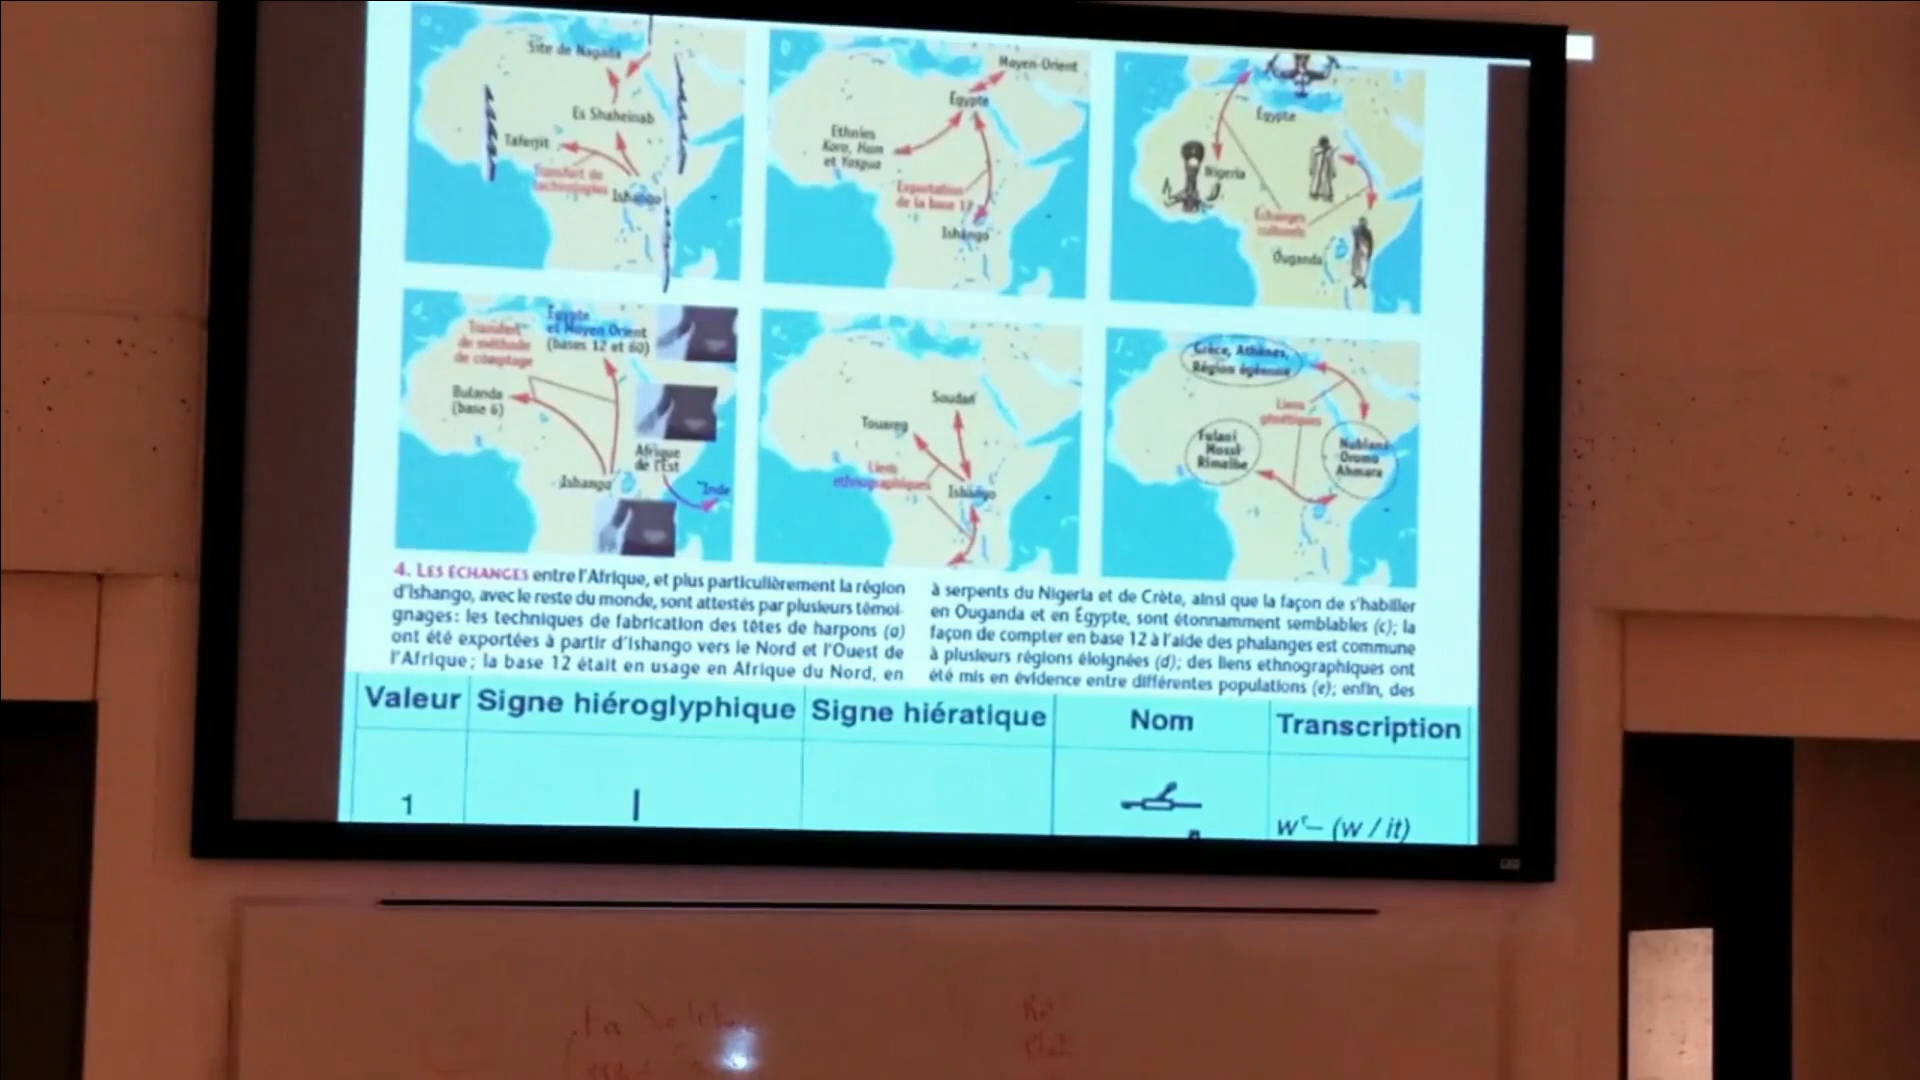 Site de Nagada
Es Shaheinab
Taferjit
Transfert de
technologies
Ishango
Moyen-Orient
Égypte
Ethnies
Koro, Ham
et Yasgua
Exportation
de la base 12
Ishango
Égypte
Nigeria
Échanges
culturels
Ouganda
Transfert
de méthode
de comptage
Égypte
et Moyen Orient
(bases 12 et 60)
Bulanda
(base 6)
Afrique
de l'Est
Ishango
Inde
Soudan
Touareg
Liens
ethnographiques
Ishango
Grèce, Athènes,
Région égéenne
Liens
génétiques
Fulani
Mossi
Rimaibe
Nubiens
Oromo
Ahmara
4. LES ÉCHANGES entre l'Afrique, et plus particulièrement la région
d'Ishango, avec le reste du monde, sont attestés par plusieurs témoi-
gnages : les techniques de fabrication des têtes de harpons (a)
ont été exportées à partir d'Ishango vers le Nord et l'Ouest de
l'Afrique ; la base 12 était en usage en Afrique du Nord, en
à serpents du Nigeria et de Crète, ainsi que la façon de s'habiller
en Ouganda et en Égypte, sont étonnamment semblables (c); la
façon de compter en base 12 à l'aide des phalanges est commune
à plusieurs régions éloignées (d); des liens ethnographiques ont
été mis en évidence entre différentes populations (e); enfin, des
Valeur Signe hiéroglyphique Signe hiératique Nom Transcription
1 w ʿ– (w / it)